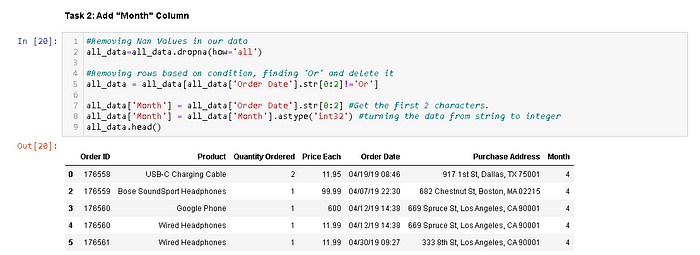 Task 2: Add "Month" Column
In [20]:
1 #Removing Nan Values in our data
2 all_data=all_data.dropna(how='all')
3
4 #Removing rows based on condition, finding 'Or' and delete it
5 all_data = all_data[all_data['Order Date'].str[0:2]!='Or']
6
7 all_data['Month'] = all_data['Order Date'].str[0:2] #Get the first 2 characters.
8 all_data['Month'] = all_data['Month'].astype('int32') #turning the data from string to integer
9 all_data.head()
Out[20]:
Order ID Product Quantity Ordered Price Each Order Date Purchase Address Month
0 176558 USB-C Charging Cable 2 11.95 04/19/19 08:46 917 1st St, Dallas, TX 75001 4
2 176559 Bose SoundSport Headphones 1 99.99 04/07/19 22:30 682 Chestnut St, Boston, MA 02215 4
3 176560 Google Phone 1 600 04/12/19 14:38 669 Spruce St, Los Angeles, CA 90001 4
4 176560 Wired Headphones 1 11.99 04/12/19 14:38 669 Spruce St, Los Angeles, CA 90001 4
5 176561 Wired Headphones 1 11.99 04/30/19 09:27 333 8th St, Los Angeles, CA 90001 4